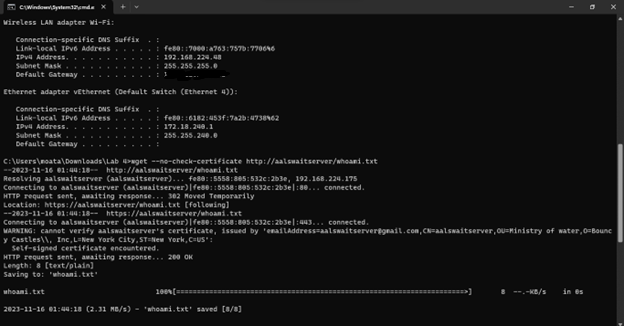 C:\Windows\System32\cmd.e
Wireless LAN adapter Wi-Fi:
Connection-specific DNS Suffix  . :
Link-local IPv6 Address . . . . . : fe80::7000:a763:757b:7706%6
IPv4 Address. . . . . . . . . . . : 192.168.224.48
Subnet Mask . . . . . . . . . . . : 255.255.255.0
Default Gateway . . . . . . . . . :
Ethernet adapter vEthernet (Default Switch (Ethernet 4)):
Connection-specific DNS Suffix  . :
Link-local IPv6 Address . . . . . : fe80::6182:453f:7a2b:4738%62
IPv4 Address. . . . . . . . . . . : 172.18.240.1
Subnet Mask . . . . . . . . . . . : 255.255.240.0
Default Gateway . . . . . . . . . :
C:\Users\moata\Downloads\Lab 4>wget --no-check-certificate http://aalswaitserver/whoami.txt
--2023-11-16 01:44:18--  http://aalswaitserver/whoami.txt
Resolving aalswaitserver (aalswaitserver)... fe80::5558:805:532c:2b3e, 192.168.224.175
Connecting to aalswaitserver (aalswaitserver)|fe80::5558:805:532c:2b3e|:80... connected.
HTTP request sent, awaiting response... 302 Moved Temporarily
Location: https://aalswaitserver/whoami.txt [following]
--2023-11-16 01:44:18--  https://aalswaitserver/whoami.txt
Connecting to aalswaitserver (aalswaitserver)|fe80::5558:805:532c:2b3e|:443... connected.
WARNING: cannot verify aalswaitserver's certificate, issued by 'emailAddress=aalswaitserver@gmail.com,CN=aalswaitserver,OU=Ministry of water,O=Boun
cy Castles\\, Inc,L=New York City,ST=New York,C=US':
Self-signed certificate encountered.
HTTP request sent, awaiting response... 200 OK
Length: 8 [text/plain]
Saving to: 'whoami.txt'
whoami.txt 100%[=====================================================================>] 8 --.-KB/s in 0s
2023-11-16 01:44:18 (2.31 MB/s) - 'whoami.txt' saved [8/8]